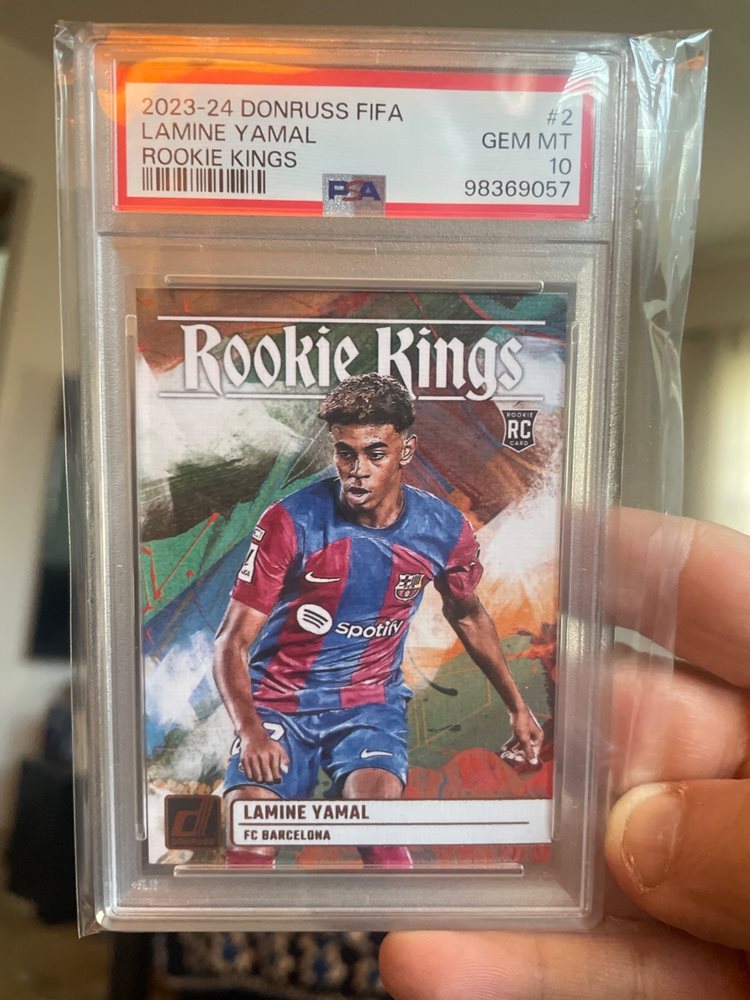 2023-24 DONRUSS FIFA #2
LAMINE YAMAL GEM MT
ROOKIE KINGS 10
PSA 98369057
Rookie Kings
ROOKIE
RC
CARD
spotify
LAMINE YAMAL
FC BARCELONA